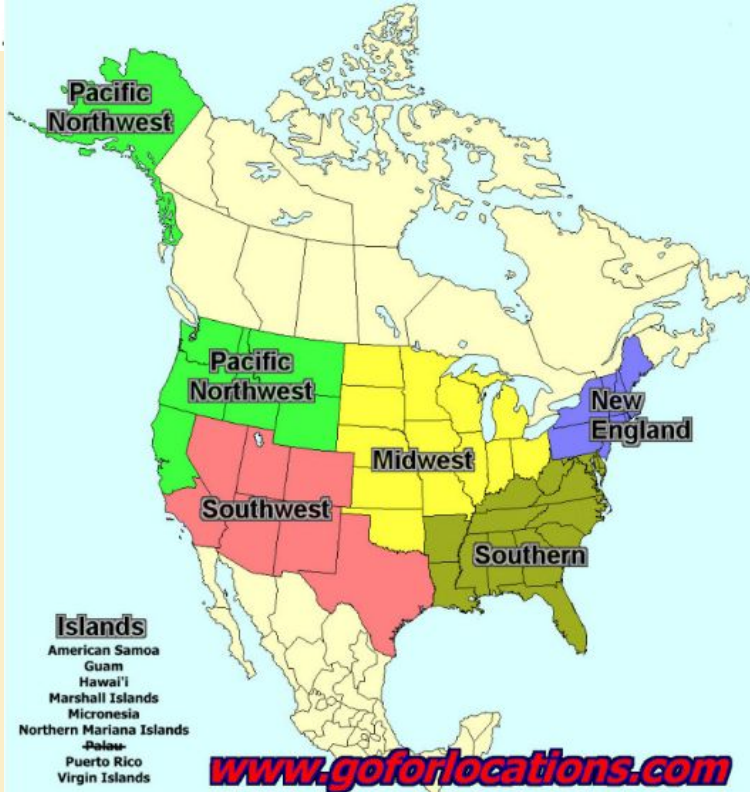 Pacific
Northwest
Pacific
Northwest
New
England
Midwest
Southwest
Southern
Islands
American Samoa
Guam
Hawai'i
Marshall Islands
Micronesia
Northern Mariana Islands
Palau
Puerto Rico
Virgin Islands
www.goforlocations.com